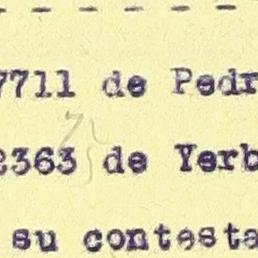 7711 de Pedr
2363 de Yerb
su contesta